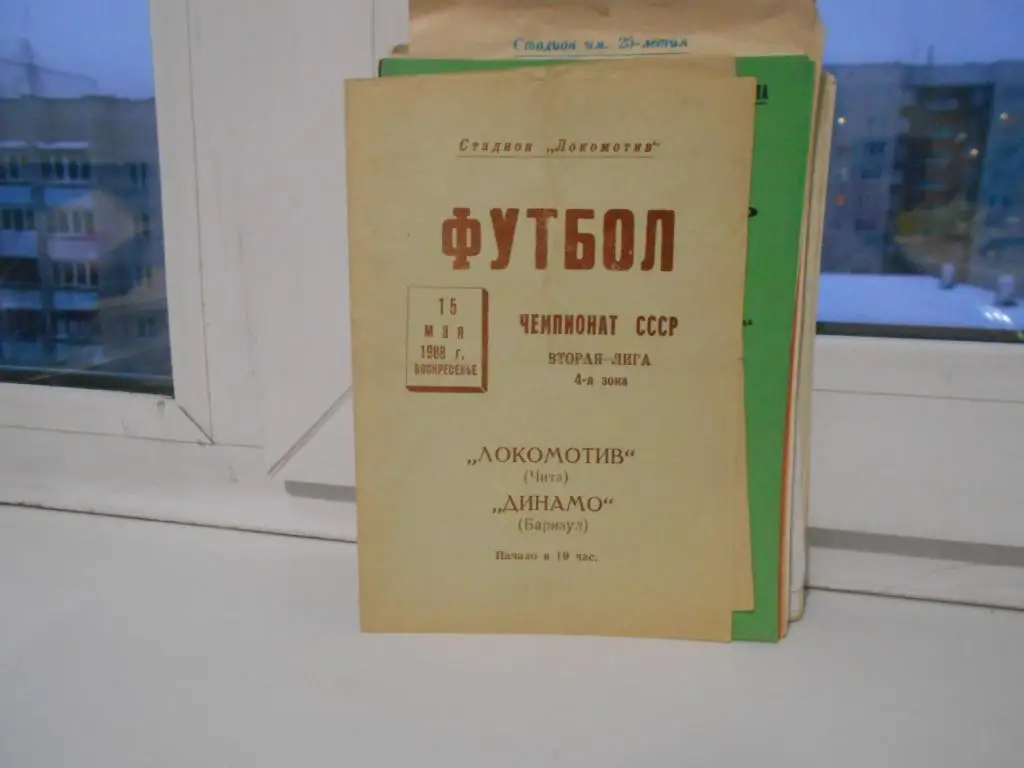 Стадион им. 25-летия
Стадион „Локомотив“
ФУТБОЛ
15
мая
1988 г.
ВОСКРЕСЕНЬЕ
ЧЕМПИОНАТ СССР
ВТОРАЯ ЛИГА
4-я зона
„ЛОКОМОТИВ“
(Чита)
„ДИНАМО“
(Барнаул)
Начало в 19 час.